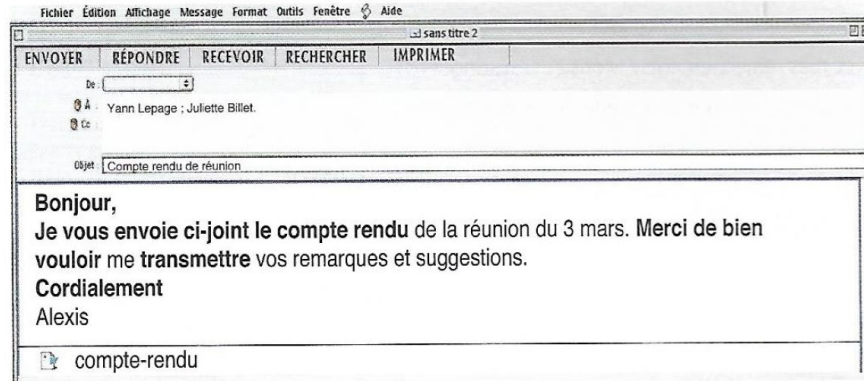 Fichier Édition Affichage Message Format Outils Fenêtre Aide
sans titre 2
ENVOYER RÉPONDRE RECEVOIR RECHERCHER IMPRIMER
De :
À : Yann Lepage ; Juliette Billet.
Cc :
Objet : Compte rendu de réunion
Bonjour,
Je vous envoie ci-joint le compte rendu de la réunion du 3 mars. Merci de bien
vouloir me transmettre vos remarques et suggestions.
Cordialement
Alexis
compte-rendu